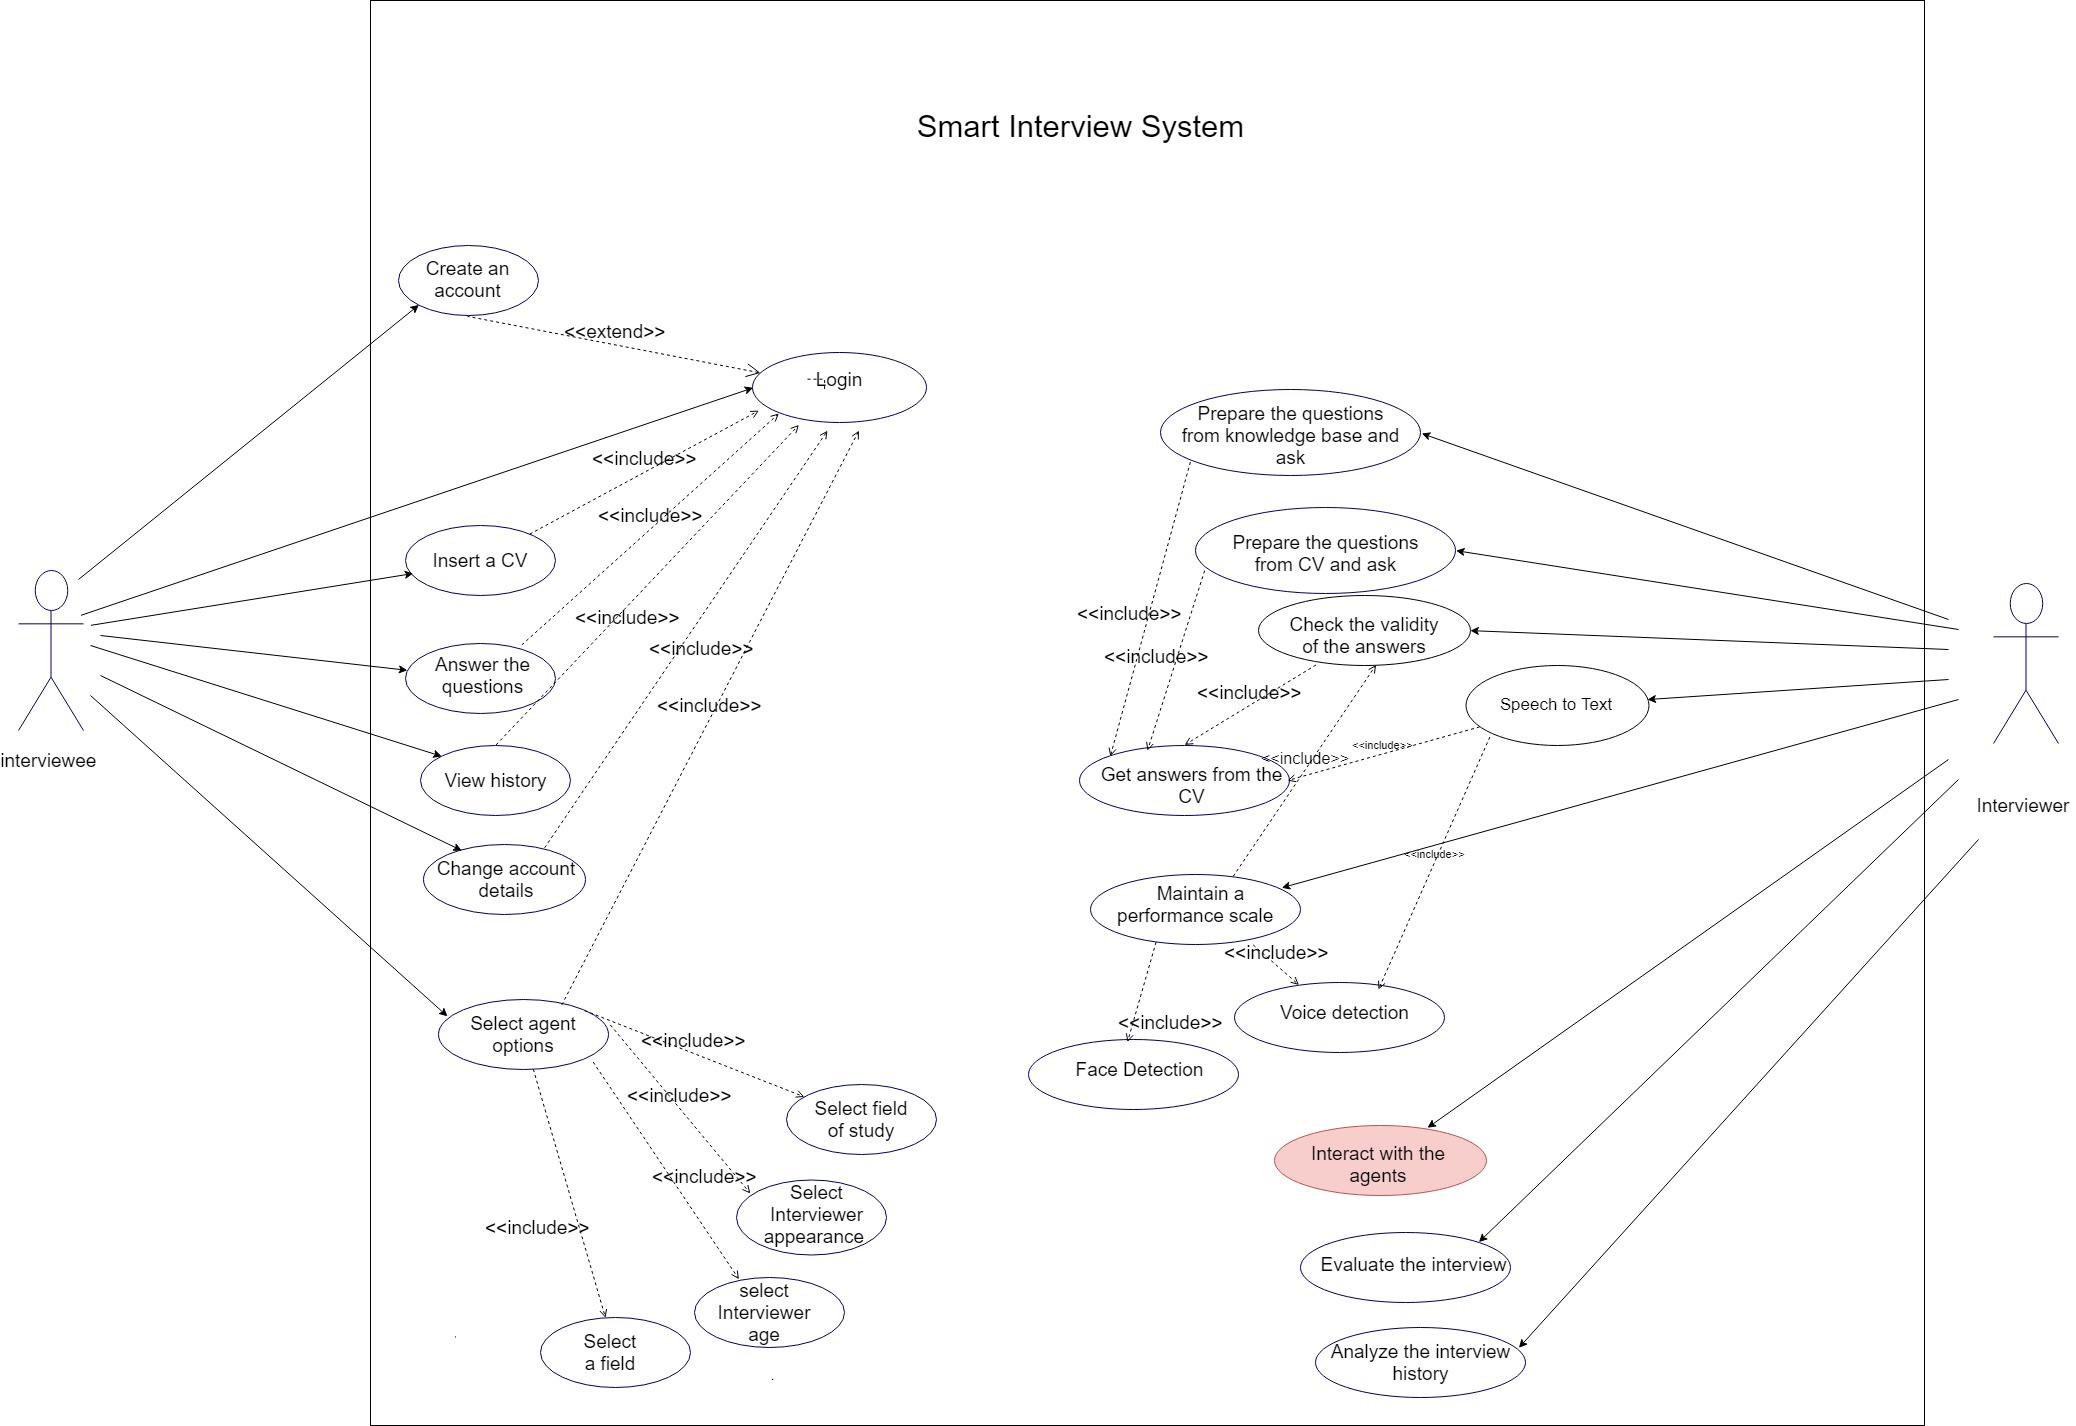 Smart Interview System
Create an
account
<<extend>>
Login
<<include>>
Insert a CV
<<include>>
<<include>>
Answer the
questions
<<include>>
<<include>>
View history
Change account
details
interviewee
Select agent
options
<<include>>
<<include>>
<<include>>
<<include>>
Select field
of study
Select
Interviewer
appearance
select
Interviewer
age
Select
a field
Prepare the questions
from knowledge base and
ask
Prepare the questions
from CV and ask
<<include>>
<<include>>
Check the validity
of the answers
<<include>>
Speech to Text
<<include>>
<<include>>
Get answers from the
CV
Interviewer
<<include>>
Maintain a
performance scale
<<include>>
Voice detection
<<include>>
Face Detection
Interact with the
agents
Evaluate the interview
Analyze the interview
history